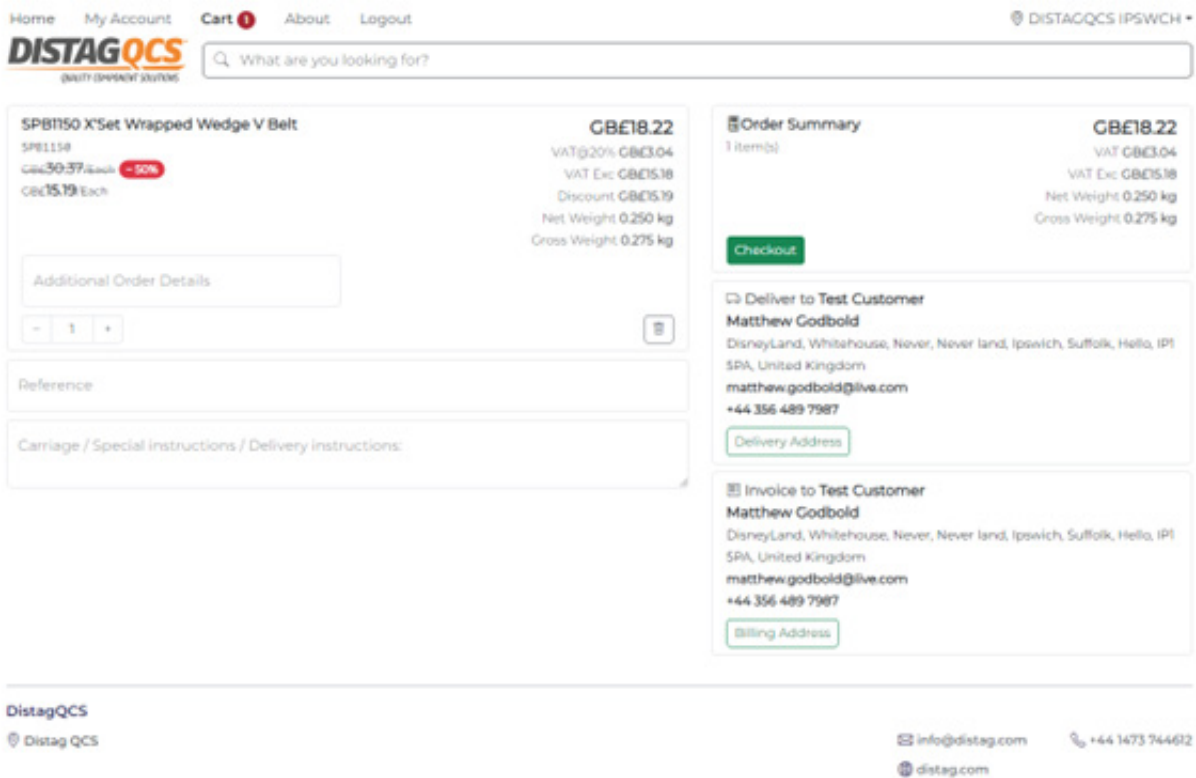 Home My Account Cart 1 About Logout
DISTAGQCS IPSWCH
DISTAGQCS
QUALITY COMPONENT SOLUTIONS
What are you looking for?
SPB1150 X'Set Wrapped Wedge V Belt
SPB1150
GB£30.37/Each - 50%
GB£15.19/Each
GB£18.22
VAT@20% GB£3.04
VAT Exc GB£15.18
Discount GB£15.19
Net Weight 0.250 kg
Gross Weight 0.275 kg
Additional Order Details
- 1 +
Reference
Carriage / Special instructions / Delivery instructions:
Order Summary
1 item(s)
GB£18.22
VAT GB£3.04
VAT Exc GB£15.18
Net Weight 0.250 kg
Gross Weight 0.275 kg
Checkout
Deliver to Test Customer
Matthew Godbold
DisneyLand, Whitehouse, Never, Never land, Ipswich, Suffolk, Hello, IP1
5PA, United Kingdom
matthew.godbold@live.com
+44 356 489 7987
Delivery Address
Invoice to Test Customer
Matthew Godbold
DisneyLand, Whitehouse, Never, Never land, Ipswich, Suffolk, Hello, IP1
5PA, United Kingdom
matthew.godbold@live.com
+44 356 489 7987
Billing Address
DistagQCS
Distag QCS
info@distag.com +44 1473 744612
distag.com